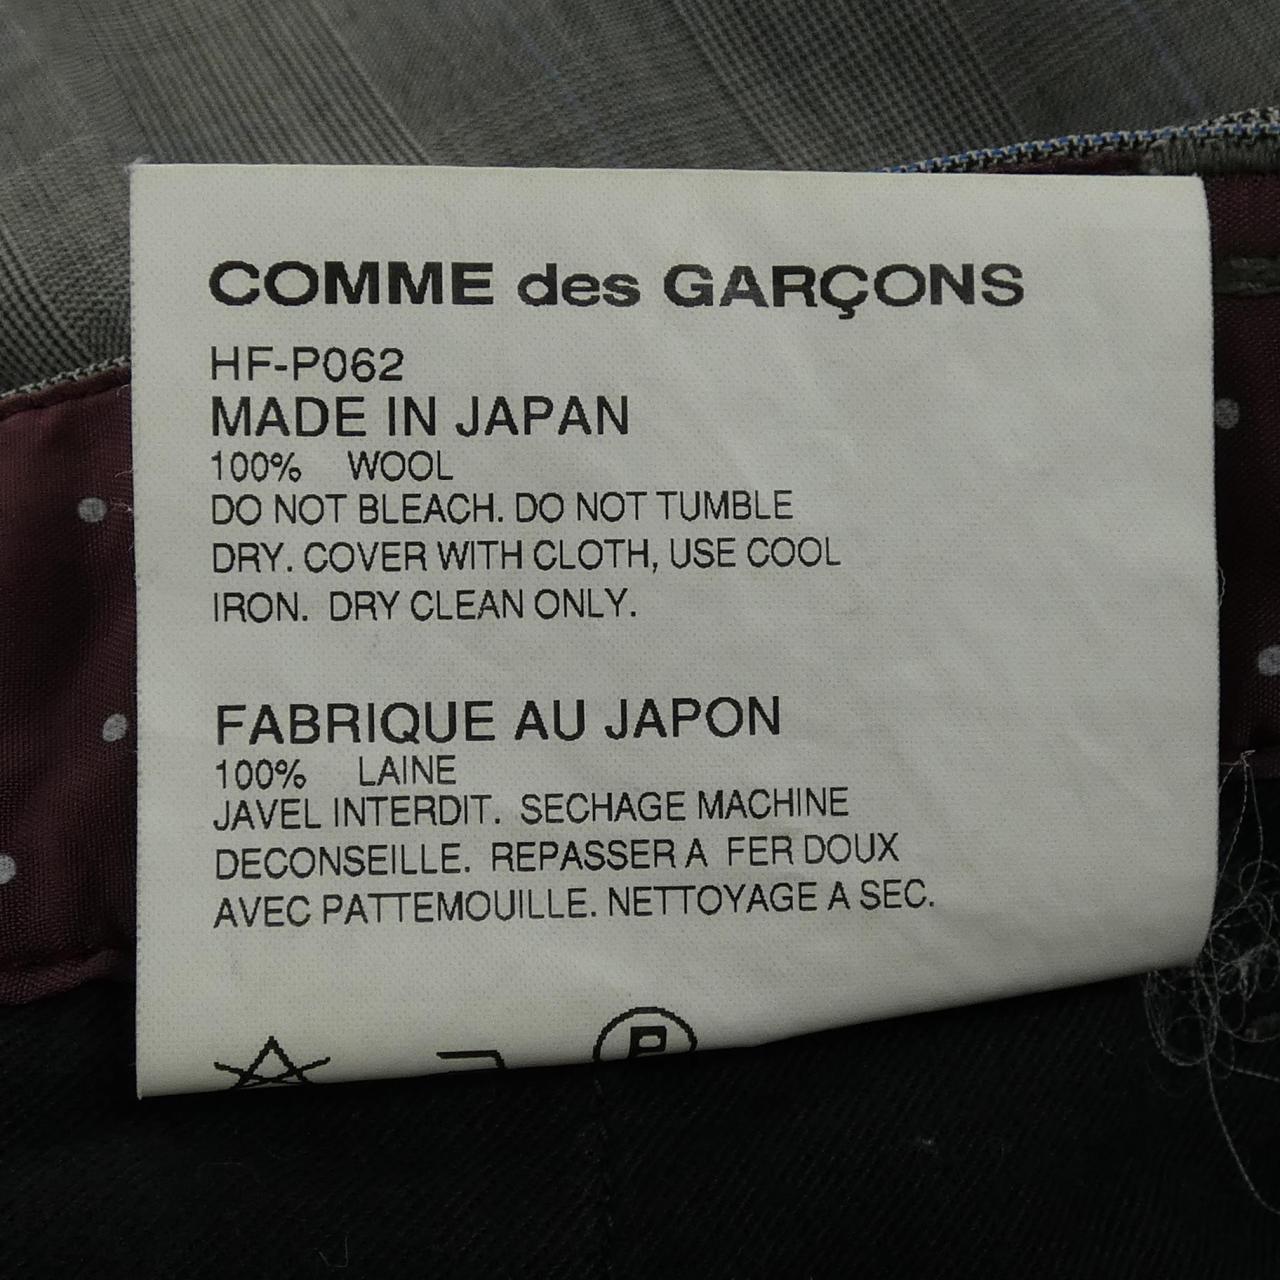 COMME des GARÇONS
HF-P062
MADE IN JAPAN
100% WOOL
DO NOT BLEACH. DO NOT TUMBLE
DRY. COVER WITH CLOTH, USE COOL
IRON. DRY CLEAN ONLY.
FABRIQUE AU JAPON
100% LAINE
JAVEL INTERDIT. SECHAGE MACHINE
DECONSEILLE. REPASSER A FER DOUX
AVEC PATTEMOUILLE. NETTOYAGE A SEC.
P